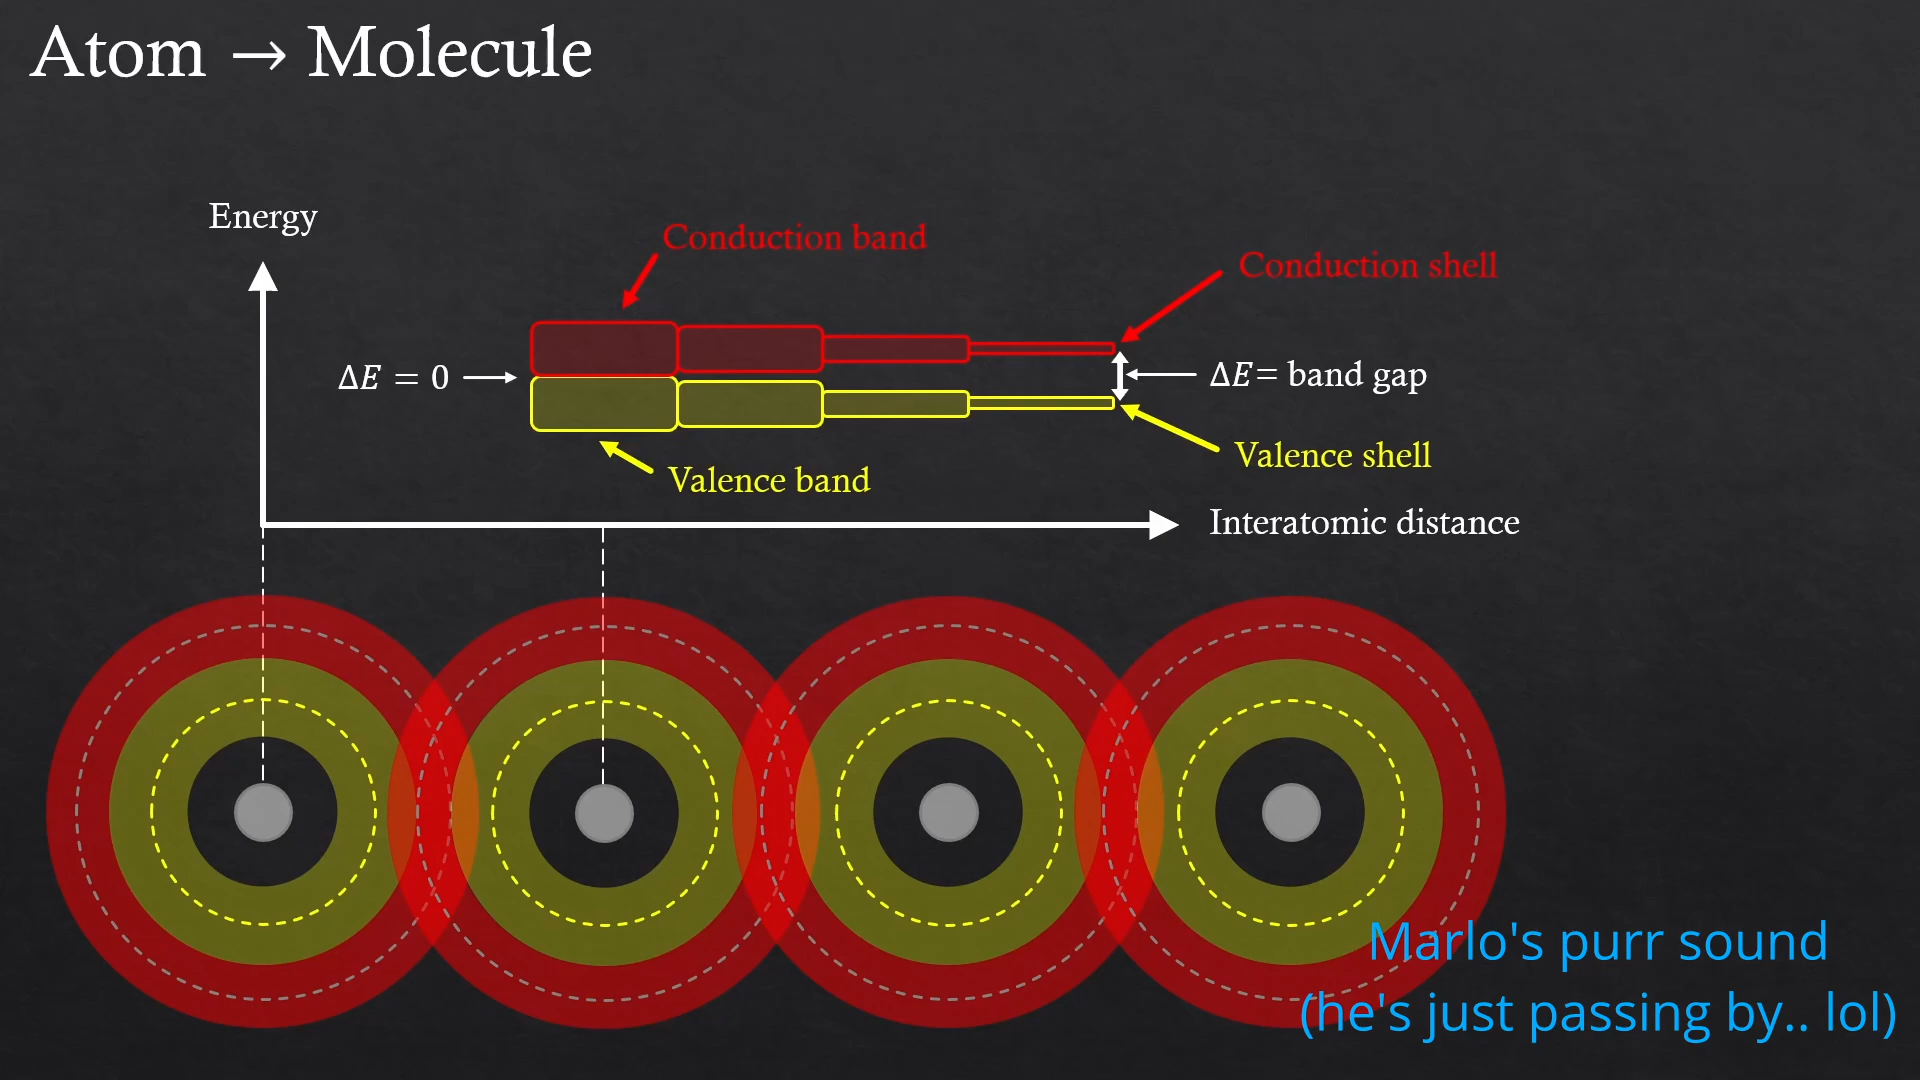 Atom → Molecule
Energy
Conduction band
Conduction shell
ΔE = 0
ΔE= band gap
Valence band
Valence shell
Interatomic distance
Marlo's purr sound
(he's just passing by.. lol)